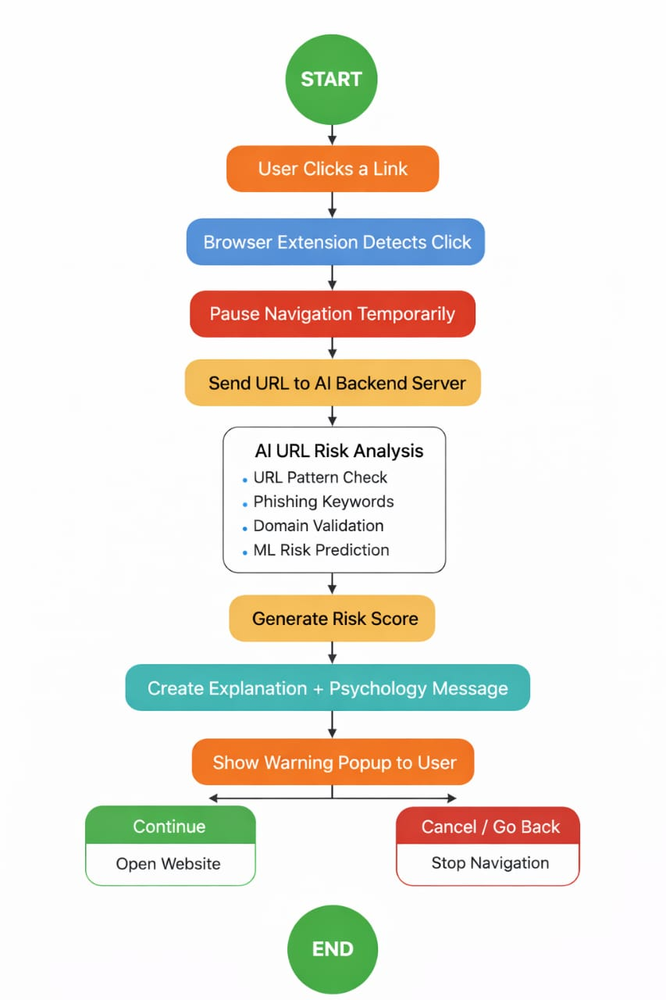 START
User Clicks a Link
Browser Extension Detects Click
Pause Navigation Temporarily
Send URL to AI Backend Server
AI URL Risk Analysis
• URL Pattern Check
• Phishing Keywords
• Domain Validation
• ML Risk Prediction
Generate Risk Score
Create Explanation + Psychology Message
Show Warning Popup to User
Continue
Open Website
Cancel / Go Back
Stop Navigation
END